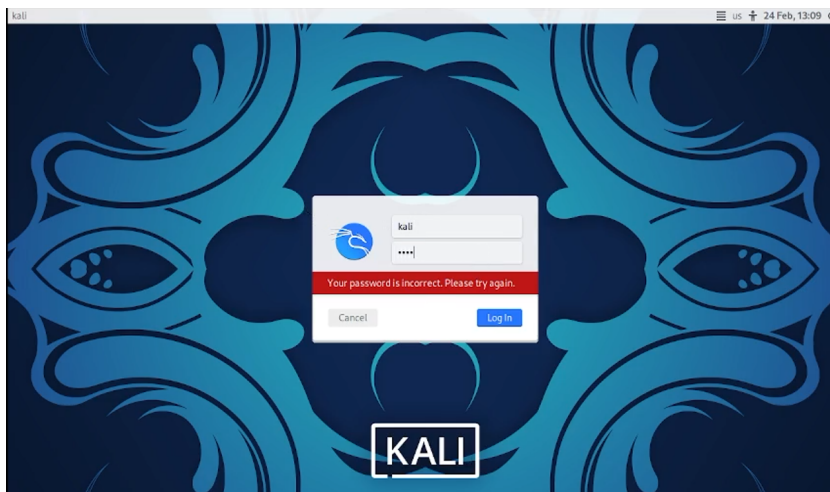 kali us 24 Feb, 13:09
kali
••••
Your password is incorrect. Please try again.
Cancel Log In
KALI